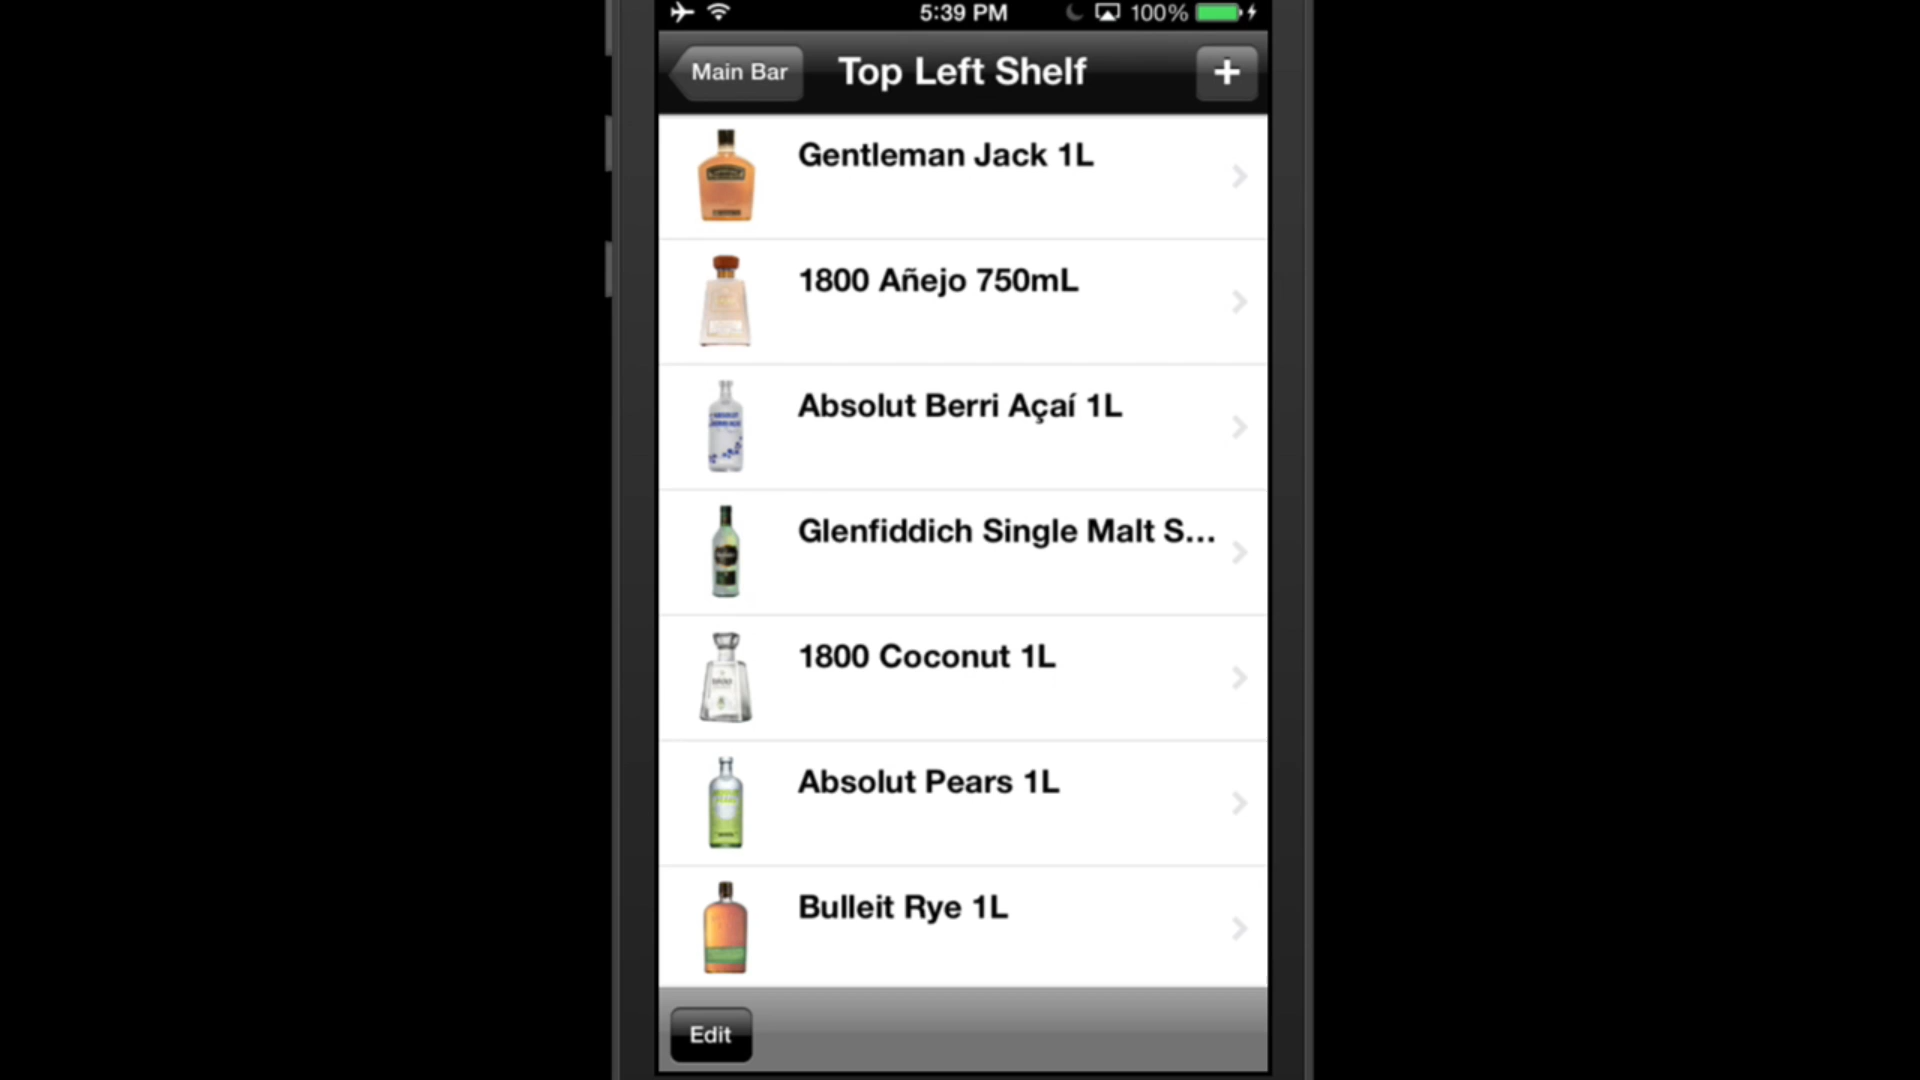 5:39 PM 100%
Main Bar Top Left Shelf +
Gentleman Jack 1L
1800 Añejo 750mL
Absolut Berri Açaí 1L
Glenfiddich Single Malt S...
1800 Coconut 1L
Absolut Pears 1L
Bulleit Rye 1L
Edit